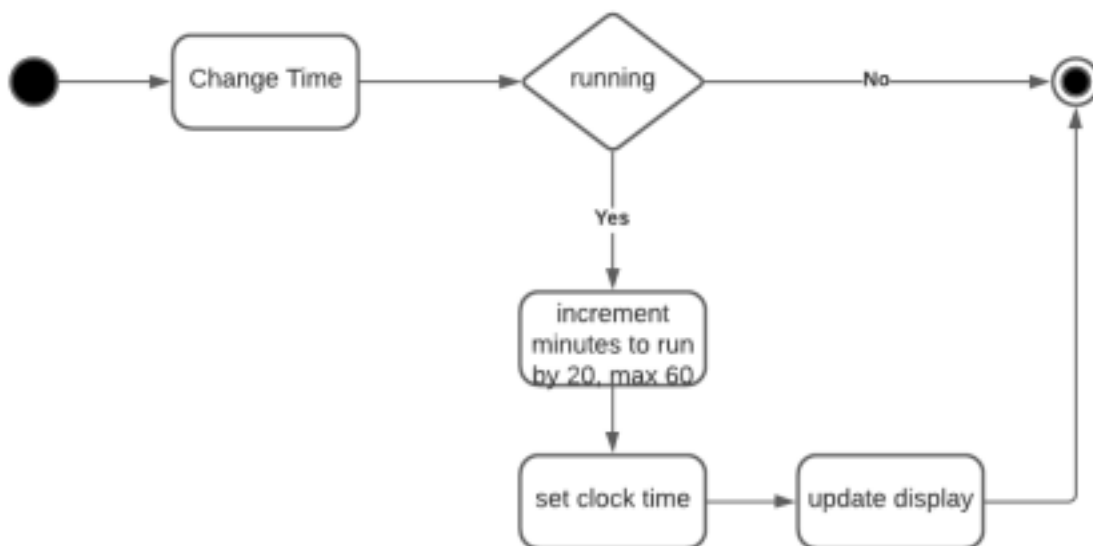 Change Time
running
No
Yes
increment
minutes to run
by 20, max 60
set clock time
update display